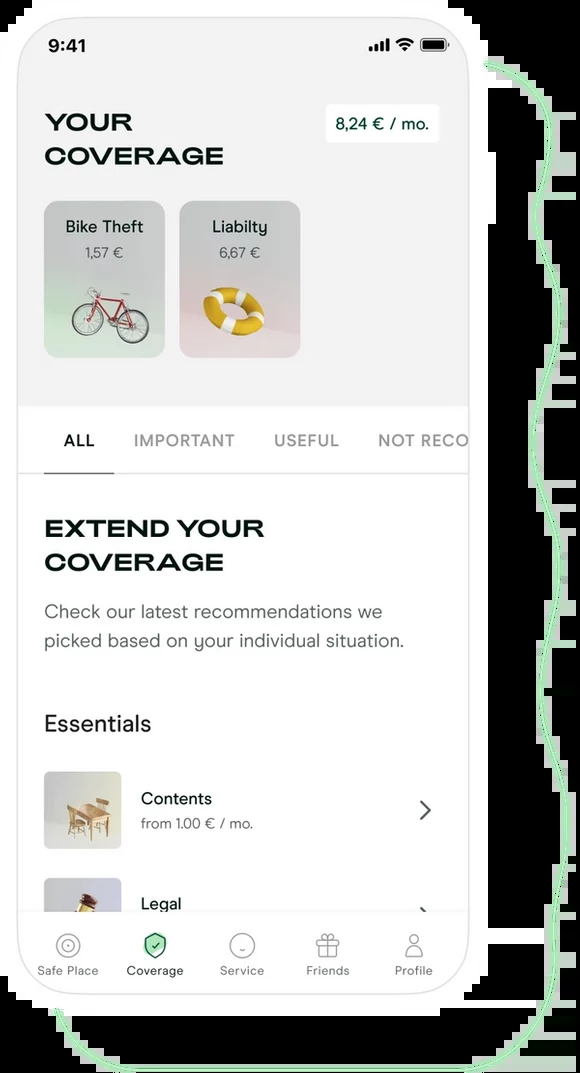 9:41
YOUR
COVERAGE
8,24 € / mo.
Bike Theft
1,57 €
Liabilty
6,67 €
ALL
IMPORTANT
USEFUL
NOT RECO
EXTEND YOUR
COVERAGE
Check our latest recommendations we
picked based on your individual situation.
Essentials
Contents
from 1.00 € / mo.
Legal
Safe Place
Coverage
Service
Friends
Profile